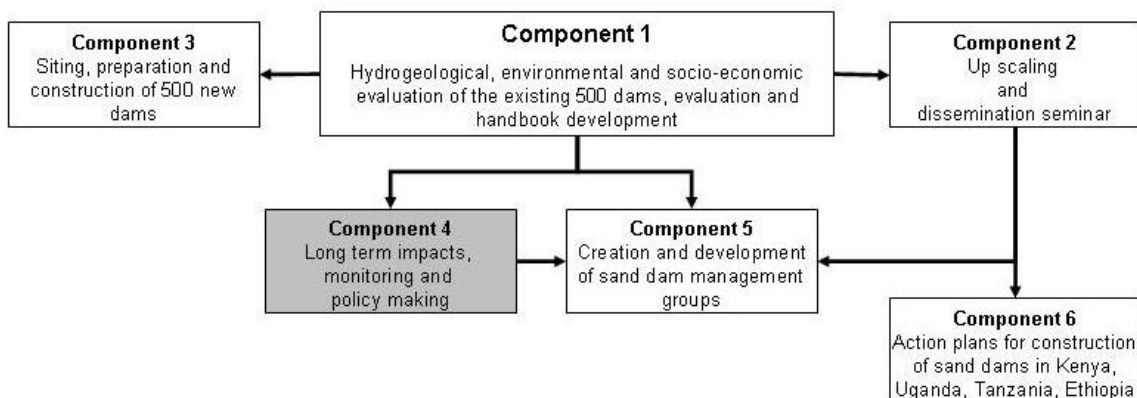 Component 3
Siting, preparation and
construction of 500 new
dams
Component 1
Hydrogeological, environmental and socio-economic
evaluation of the existing 500 dams, evaluation and
handbook development
Component 2
Up scaling
and
dissemination seminar
Component 4
Long term impacts,
monitoring and
policy making
Component 5
Creation and development
of sand dam management
groups
Component 6
Action plans for construction
of sand dams in Kenya,
Uganda, Tanzania, Ethiopia